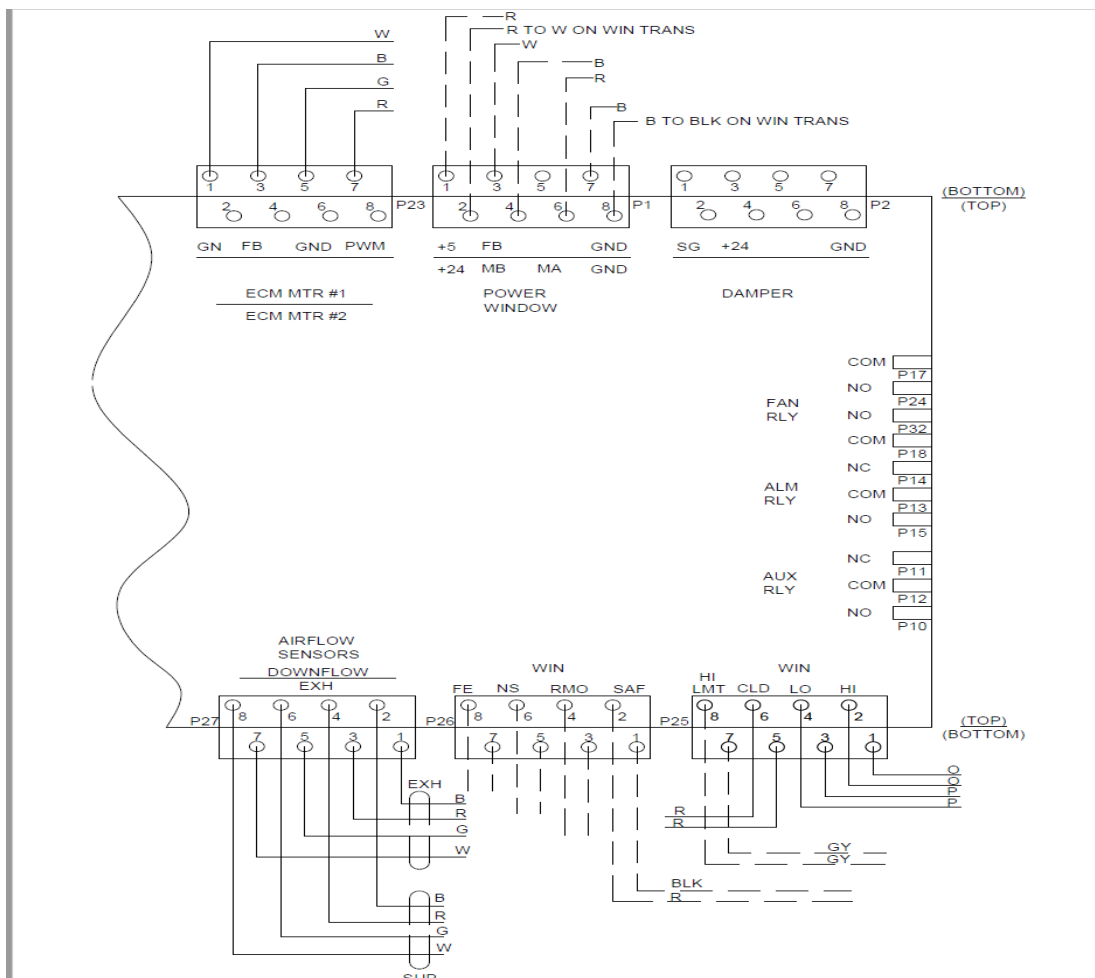 R
R TO W ON WIN TRANS
W
W
B
B
G
R
R
B
B TO BLK ON WIN TRANS
1 3 5 7
2 4 6 8
P23
1 3 5 7
2 4 6 8
P1
1 3 5 7
2 4 6 8
P2
(BOTTOM)
(TOP)
GN FB GND PWM
+5 FB GND
+24 MB MA GND
SG +24 GND
ECM MTR #1
ECM MTR #2
POWER
WINDOW
DAMPER
COM
P17
NO
P24
FAN
RLY
NO
P32
COM
P18
NC
P14
ALM
RLY
COM
P13
NO
P15
NC
P11
AUX
RLY
COM
P12
NO
P10
AIRFLOW
SENSORS
DOWNFLOW
EXH
WIN
FE NS RMO SAF
WIN
HI
LMT CLD LO HI
P27
8 6 4 2
7 5 3 1
P26
8 6 4 2
7 5 3 1
P25
8 6 4 2
7 5 3 1
(TOP)
(BOTTOM)
O
O
P
P
EXH
B
R
G
W
R
R
GY
GY
BLK
R
B
R
G
W
SUP